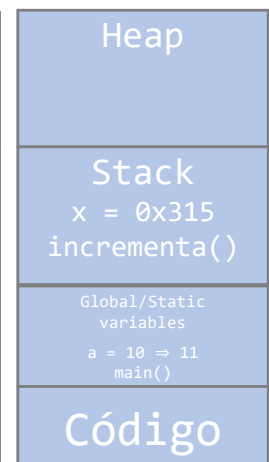 Heap
Stack
x = 0x315
incrementa()
Global/Static
variables
a = 10 ⇒ 11
main()
Código